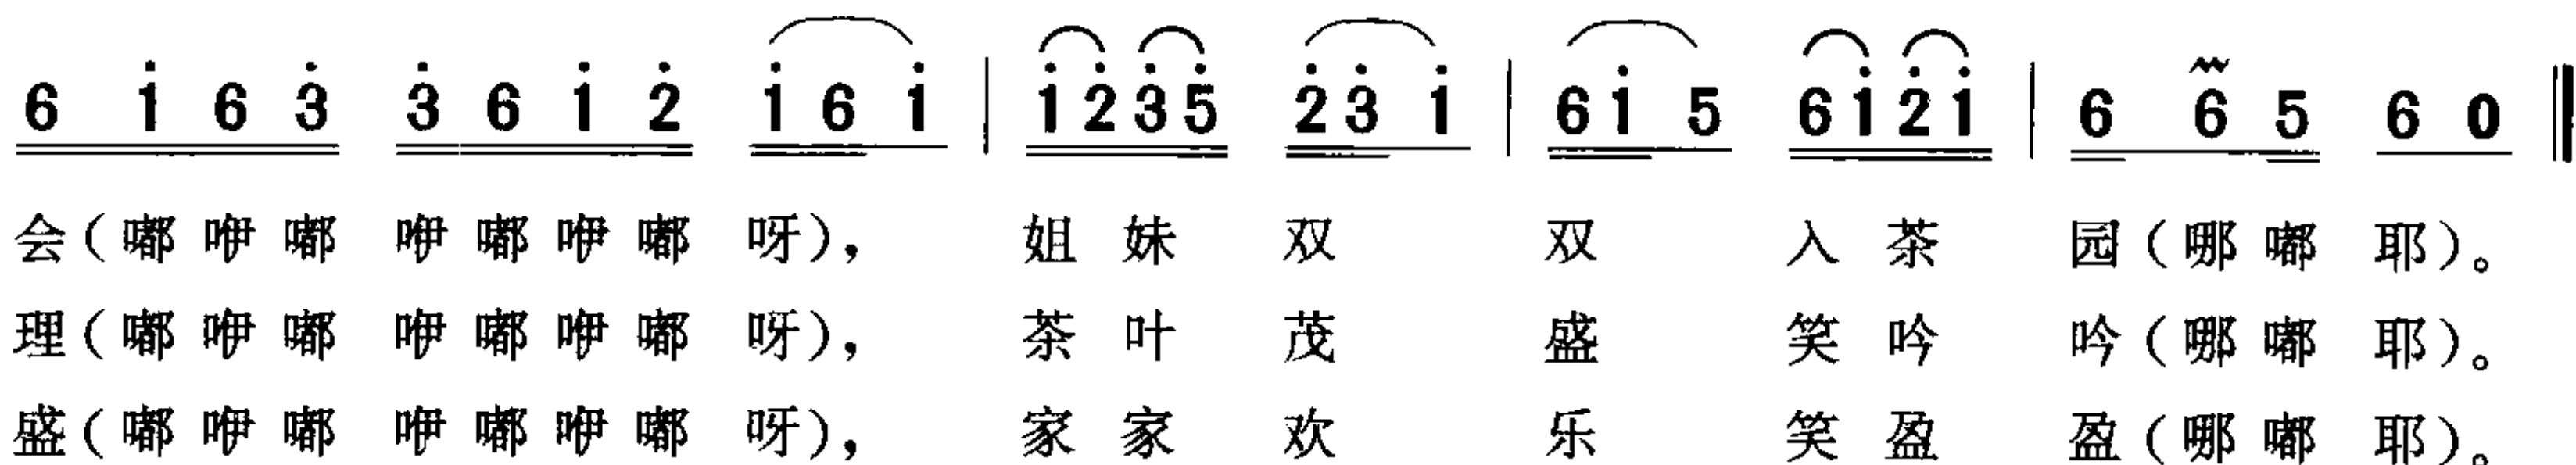 6 1̇ 6 3̇ 3̇ 6 1̇ 2̇ 1̇ 6 1̇ | 1̇ 2̇ 3̇ 5̇ 2̇ 3̇ 1̇ | 6 1̇ 5 6 1̇ 2̇ 1̇ | 6 6 5 6 0 ‖
会(嘟咿嘟 咿嘟咿嘟 呀), 姐妹双 双入茶 园(哪嘟耶)。
理(嘟咿嘟 咿嘟咿嘟 呀), 茶叶茂 盛笑吟 吟(哪嘟耶)。
盛(嘟咿嘟 咿嘟咿嘟 呀), 家家欢 乐笑盈 盈(哪嘟耶)。